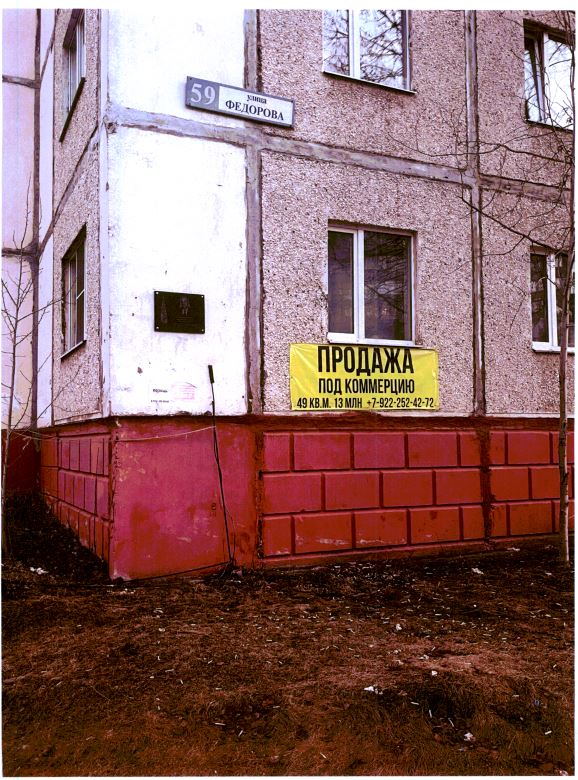 59
улица
ФЕДОРОВА
ПРОДАЖА
ПОД КОММЕРЦИЮ
49 КВ.М. 13 МЛН +7-922-252-42-72